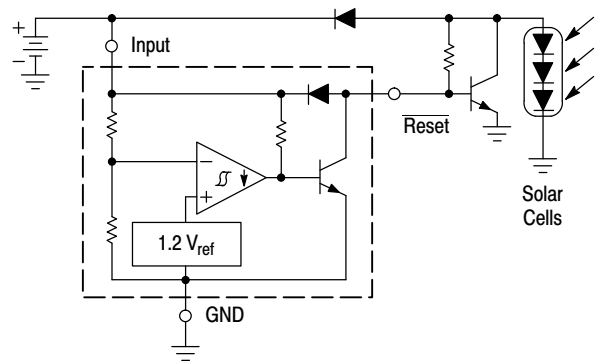 +
−
Input
Reset
−
+
1.2 Vref
GND
Solar
Cells